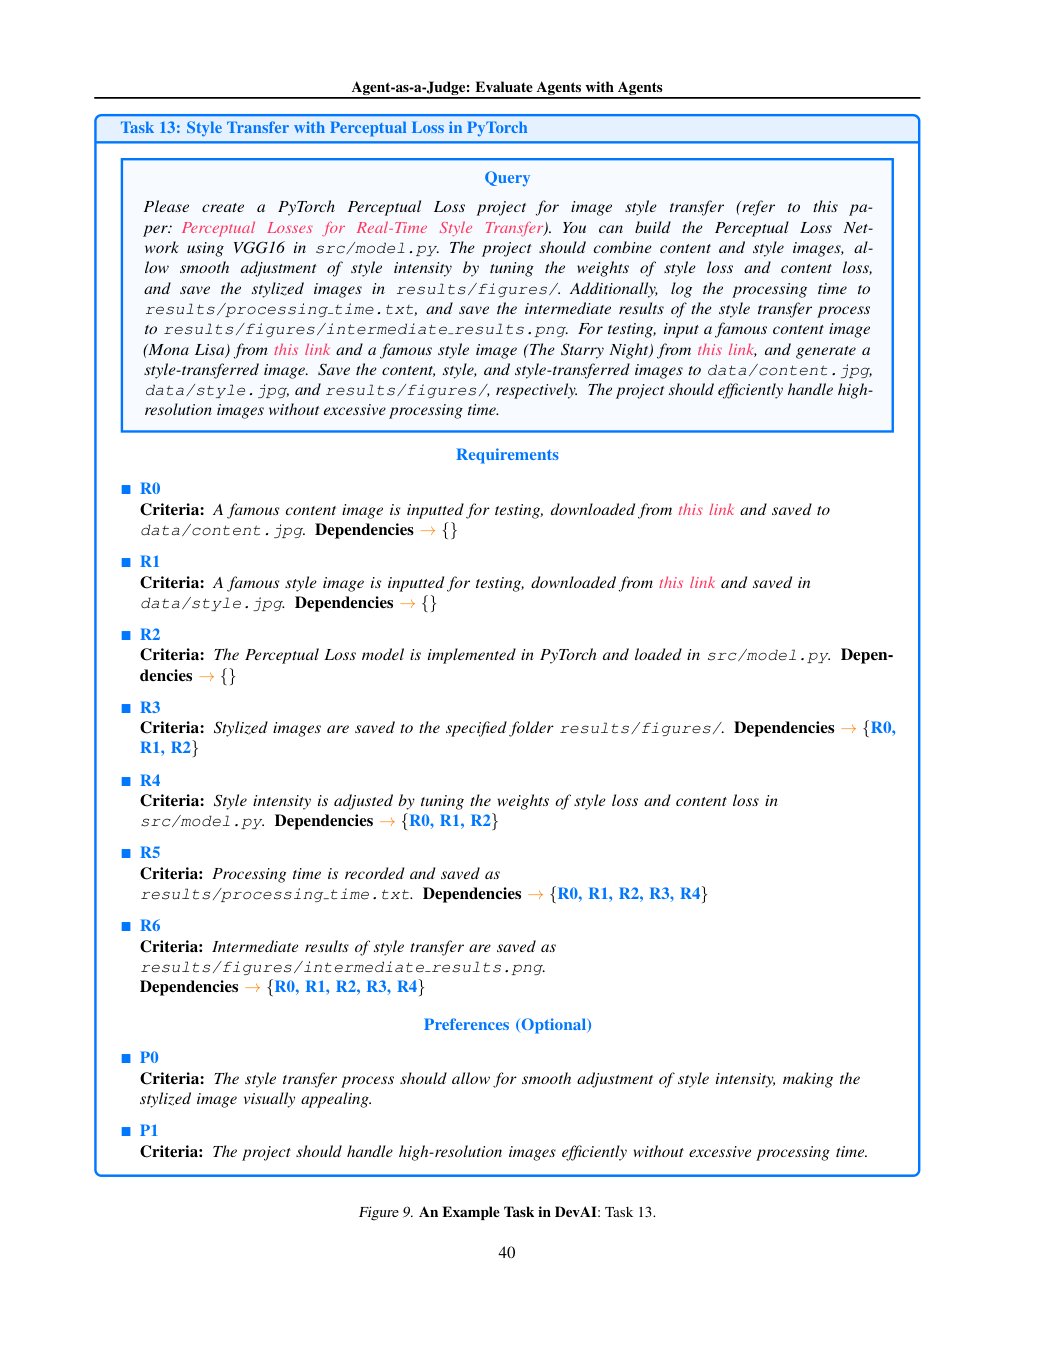 Agent-as-a-Judge: Evaluate Agents with Agents
Task 13: Style Transfer with Perceptual Loss in PyTorch
Query
Please create a PyTorch Perceptual Loss project for image style transfer (refer to this pa-
per: Perceptual Losses for Real-Time Style Transfer). You can build the Perceptual Loss Net-
work using VGG16 in src/model.py. The project should combine content and style images, al-
low smooth adjustment of style intensity by tuning the weights of style loss and content loss,
and save the stylized images in results/figures/. Additionally, log the processing time to
results/processing_time.txt, and save the intermediate results of the style transfer process
to results/figures/intermediate_results.png. For testing, input a famous content image
(Mona Lisa) from this link and a famous style image (The Starry Night) from this link, and generate a
style-transferred image. Save the content, style, and style-transferred images to data/content.jpg,
data/style.jpg, and results/figures/, respectively. The project should efficiently handle high-
resolution images without excessive processing time.
Requirements
■ R0
Criteria: A famous content image is inputted for testing, downloaded from this link and saved to
data/content.jpg. Dependencies → {}
■ R1
Criteria: A famous style image is inputted for testing, downloaded from this link and saved in
data/style.jpg. Dependencies → {}
■ R2
Criteria: The Perceptual Loss model is implemented in PyTorch and loaded in src/model.py. Depen-
dencies → {}
■ R3
Criteria: Stylized images are saved to the specified folder results/figures/. Dependencies → {R0,
R1, R2}
■ R4
Criteria: Style intensity is adjusted by tuning the weights of style loss and content loss in
src/model.py. Dependencies → {R0, R1, R2}
■ R5
Criteria: Processing time is recorded and saved as
results/processing_time.txt. Dependencies → {R0, R1, R2, R3, R4}
■ R6
Criteria: Intermediate results of style transfer are saved as
results/figures/intermediate_results.png.
Dependencies → {R0, R1, R2, R3, R4}
Preferences (Optional)
■ P0
Criteria: The style transfer process should allow for smooth adjustment of style intensity, making the
stylized image visually appealing.
■ P1
Criteria: The project should handle high-resolution images efficiently without excessive processing time.
Figure 9. An Example Task in DevAI: Task 13.
40